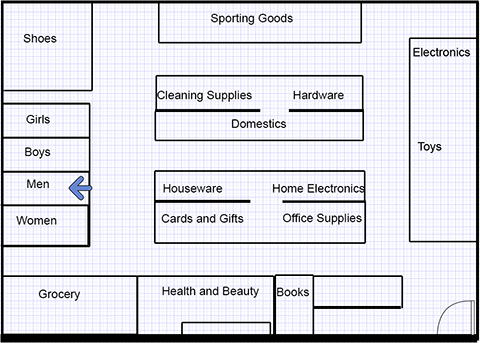 Sporting Goods
Shoes
Electronics
Cleaning Supplies
Hardware
Girls
Domestics
Boys
Toys
Men
Houseware
Home Electronics
Women
Cards and Gifts
Office Supplies
Grocery
Health and Beauty
Books